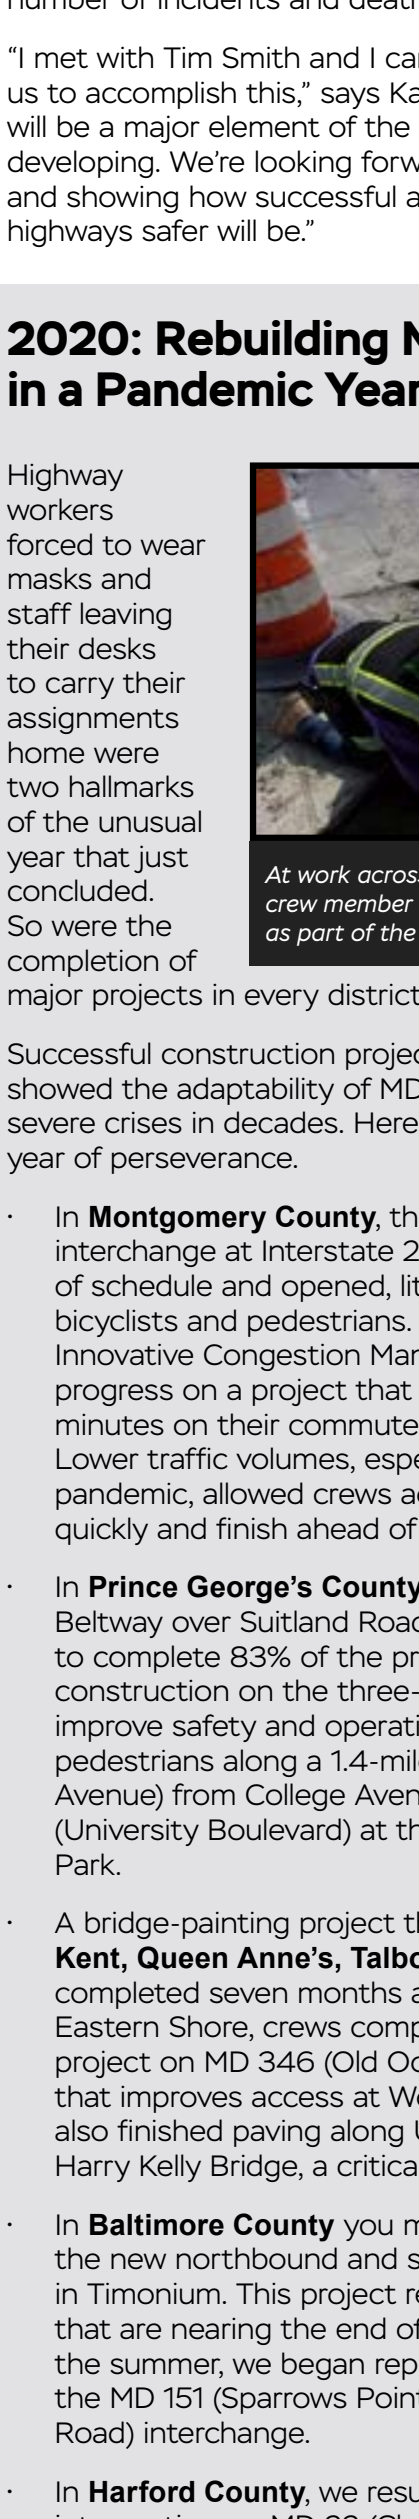 number of incidents and death
“I met with Tim Smith and I ca
us to accomplish this,” says Ka
will be a major element of the
developing. We’re looking forw
and showing how successful a
highways safer will be.”
2020: Rebuilding M
in a Pandemic Year
Highway
workers
forced to wear
masks and
staff leaving
their desks
to carry their
assignments
home were
two hallmarks
of the unusual
year that just
concluded.
So were the
completion of
major projects in every district
At work across
crew member
as part of the
Successful construction projec
showed the adaptability of MD
severe crises in decades. Here
year of perseverance.
· In Montgomery County, th
interchange at Interstate 2
of schedule and opened, lit
bicyclists and pedestrians.
Innovative Congestion Man
progress on a project that
minutes on their commute
Lower traffic volumes, espe
pandemic, allowed crews a
quickly and finish ahead of
· In Prince George’s County
Beltway over Suitland Road
to complete 83% of the pr
construction on the three-
improve safety and operati
pedestrians along a 1.4-mil
Avenue) from College Aven
(University Boulevard) at th
Park.
· A bridge-painting project th
Kent, Queen Anne’s, Talbo
completed seven months a
Eastern Shore, crews comp
project on MD 346 (Old Oc
that improves access at Wo
also finished paving along U
Harry Kelly Bridge, a critica
· In Baltimore County you m
the new northbound and s
in Timonium. This project re
that are nearing the end of
the summer, we began rep
the MD 151 (Sparrows Point
Road) interchange.
· In Harford County, we resu